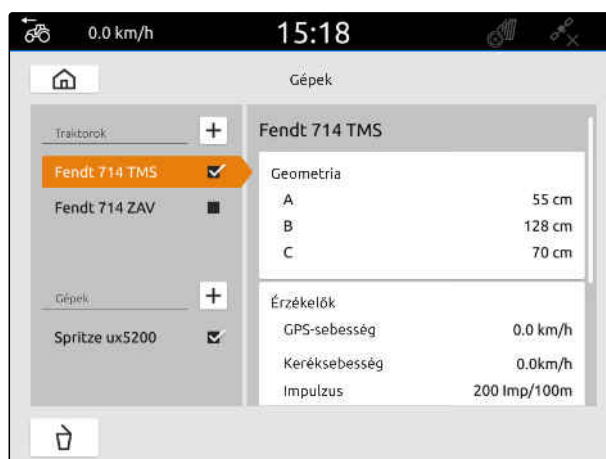 0.0 km/h
15:18
Gépek
Traktorok
Fendt 714 TMS
Fendt 714 ZAV
Gépek
Spritze ux5200
Fendt 714 TMS
Geometria
A 55 cm
B 128 cm
C 70 cm
Érzékelők
GPS-sebesség 0.0 km/h
Keréksebesség 0.0km/h
Impulzus 200 Imp/100m